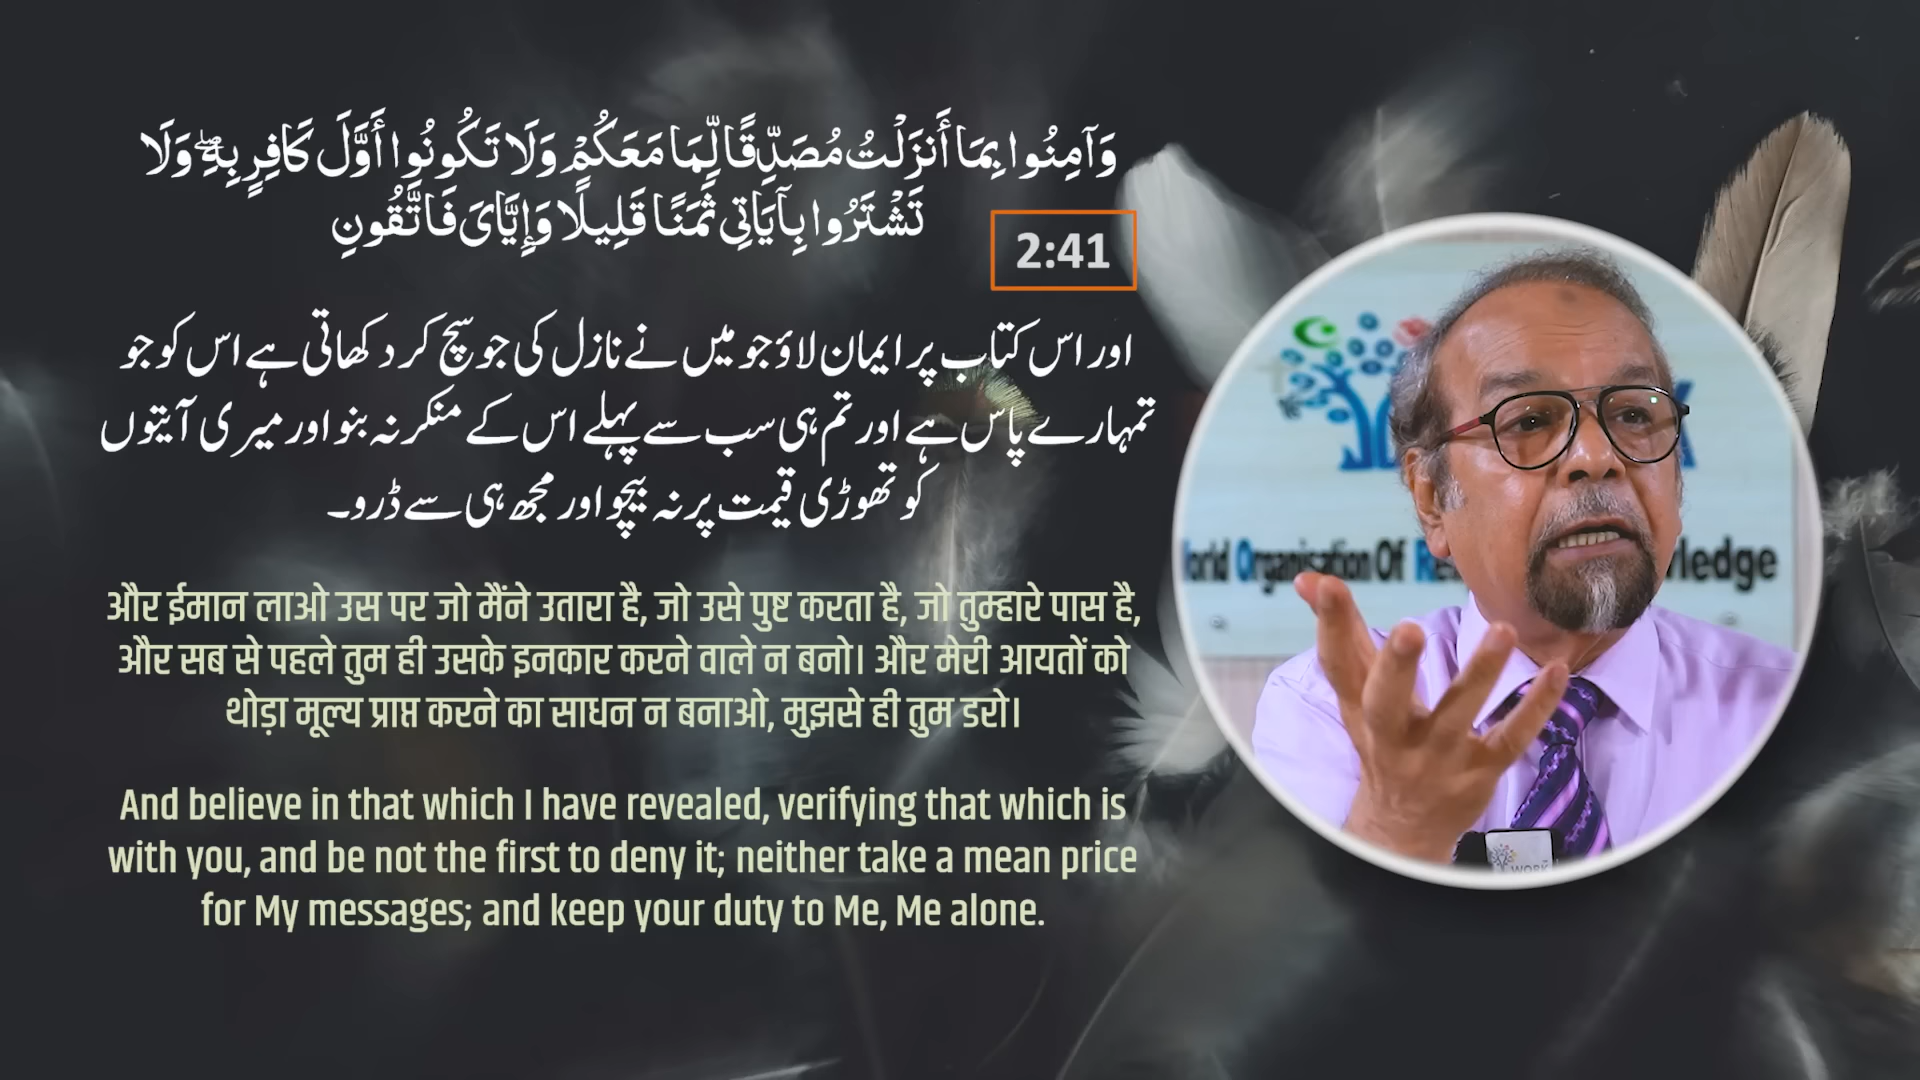 وَآمِنُوا بِمَا أَنزَلْتُ مُصَدِّقًا لِّمَا مَعَكُمْ وَلَا تَكُونُوا أَوَّلَ كَافِرٍ بِهِ ۖ وَلَا
تَشْتَرُوا بِآيَاتِي ثَمَنًا قَلِيلًا وَإِيَّايَ فَاتَّقُونِ
2:41
اور اس کتاب پر ایمان لاؤ جو میں نے نازل کی جو سچ کر دکھاتی ہے اس کو جو
تمہارے پاس ہے اور تم ہی سب سے پہلے اس کے منکر نہ بنو اور میری آیتوں
کو تھوڑی قیمت پر نہ بیچو اور مجھ ہی سے ڈرو۔
और ईमान लाओ उस पर जो मैंने उतारा है, जो उसे पुष्ट करता है, जो तुम्हारे पास है,
और सब से पहले तुम ही उसके इनकार करने वाले न बनो। और मेरी आयतों को
थोड़ा मूल्य प्राप्त करने का साधन न बनाओ, मुझसे ही तुम डरो।
And believe in that which I have revealed, verifying that which is
with you, and be not the first to deny it; neither take a mean price
for My messages; and keep your duty to Me, Me alone.
Organisation Of
WORK